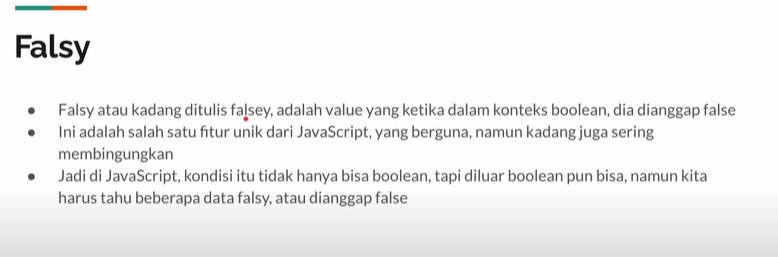 Falsy
● Falsy atau kadang ditulis falsey, adalah value yang ketika dalam konteks boolean, dia dianggap false
● Ini adalah salah satu fitur unik dari JavaScript, yang berguna, namun kadang juga sering
membingungkan
● Jadi di JavaScript, kondisi itu tidak hanya bisa boolean, tapi diluar boolean pun bisa, namun kita
harus tahu beberapa data falsy, atau dianggap false